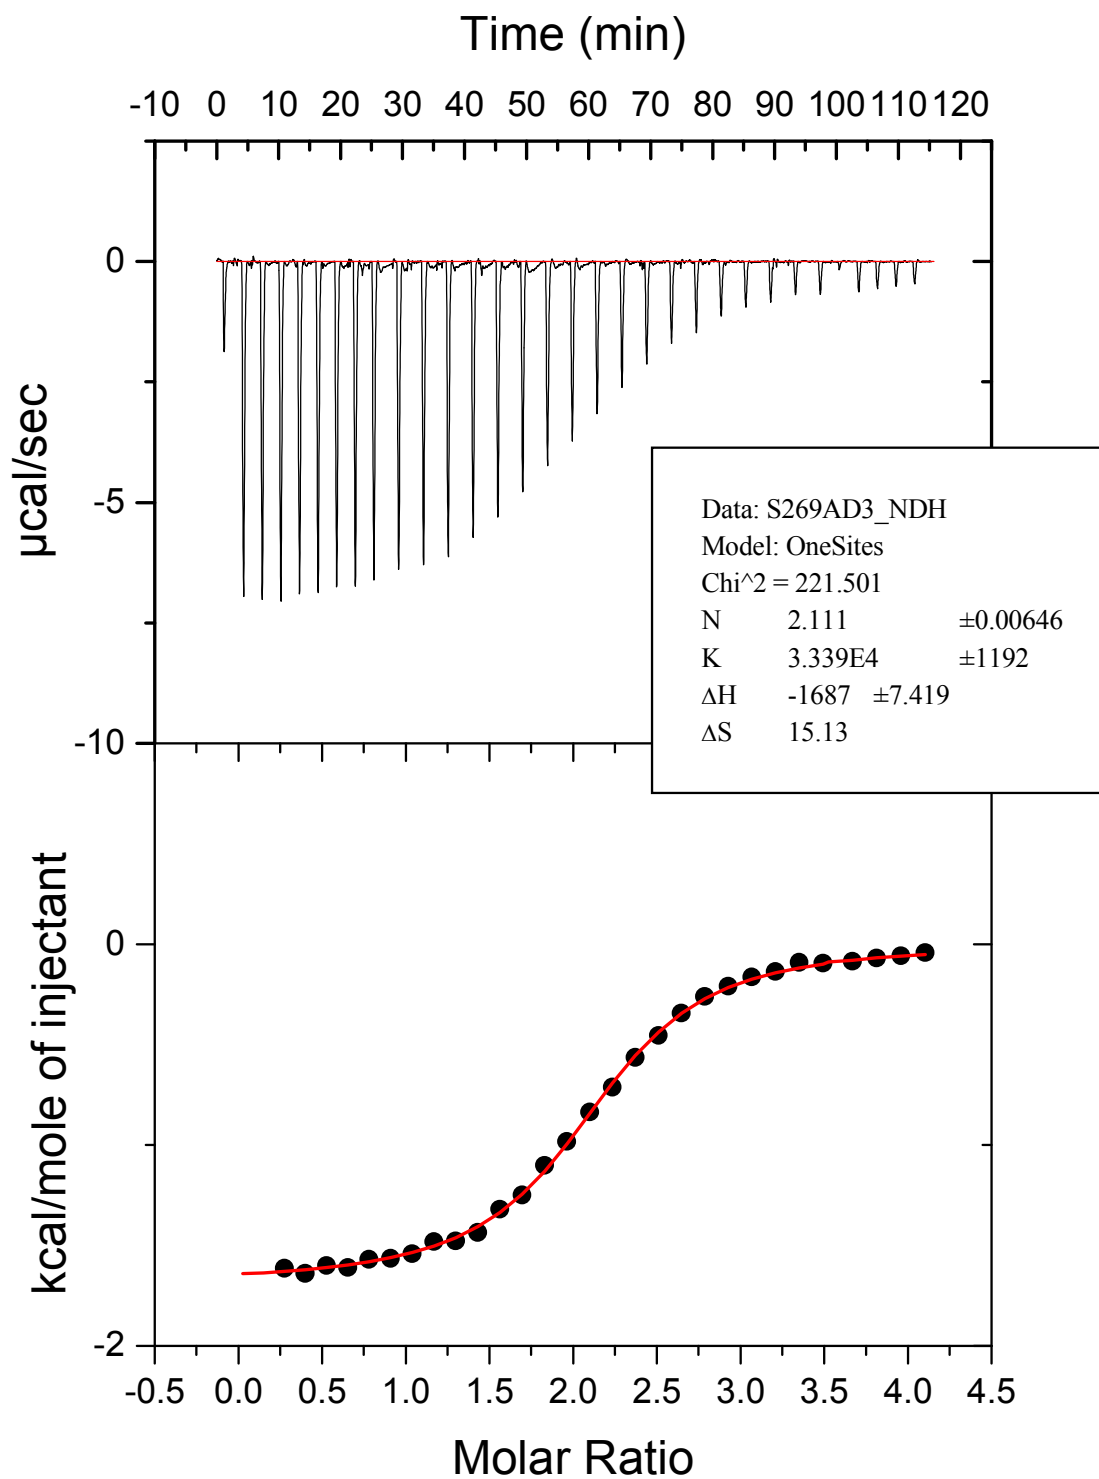 Time (min)
-10 0 10 20 30 40 50 60 70 80 90 100 110 120
0
-5
-10
µcal/sec
Data: S269AD3_NDH
Model: OneSites
Chi^2 = 221.501
N 2.111 ±0.00646
K 3.339E4 ±1192
ΔH -1687 ±7.419
ΔS 15.13
0
-2
kcal/mole of injectant
-0.5 0.0 0.5 1.0 1.5 2.0 2.5 3.0 3.5 4.0 4.5
Molar Ratio